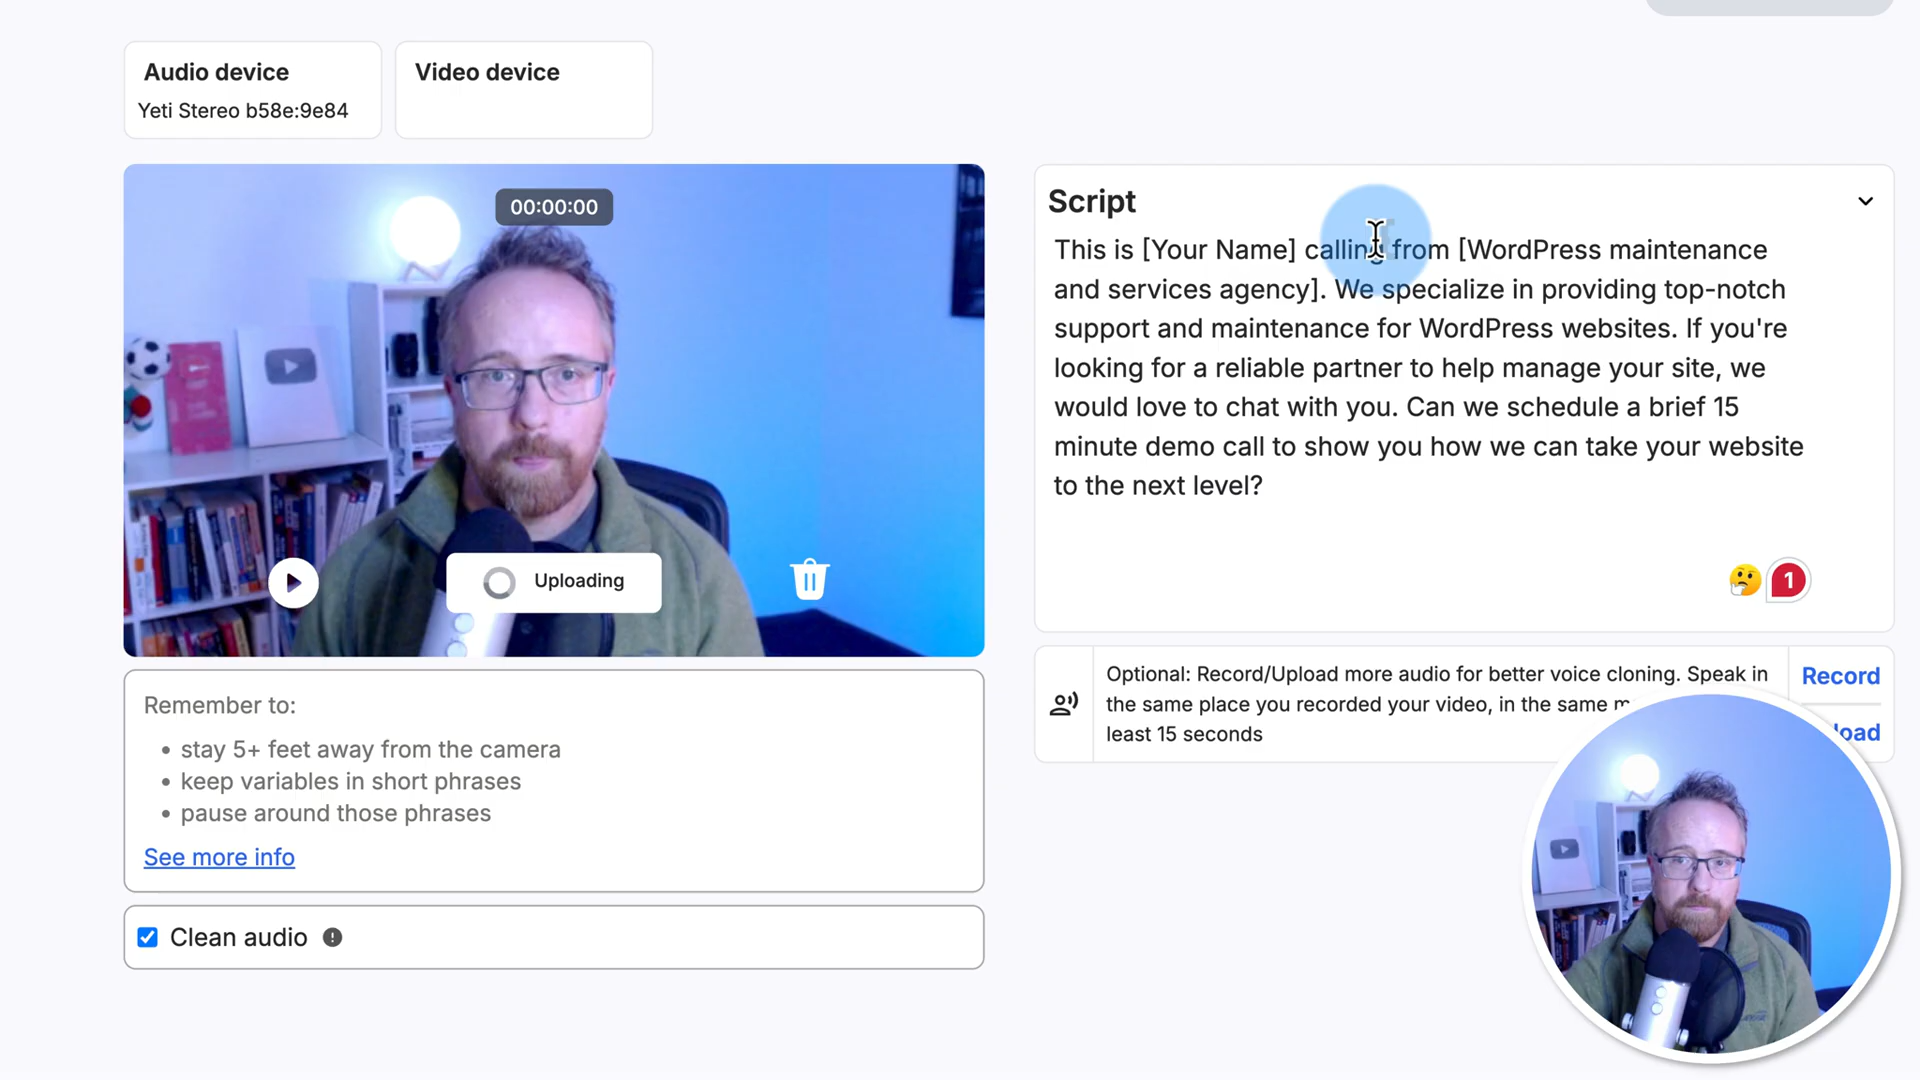 Audio device
Yeti Stereo b58e:9e84
Video device
00:00:00
Uploading
Remember to:
stay 5+ feet away from the camera
keep variables in short phrases
pause around those phrases
See more info
Clean audio
Script
This is [Your Name] calling from [WordPress maintenance
and services agency]. We specialize in providing top-notch
support and maintenance for WordPress websites. If you're
looking for a reliable partner to help manage your site, we
would love to chat with you. Can we schedule a brief 15
minute demo call to show you how we can take your website
to the next level?
1
Optional: Record/Upload more audio for better voice cloning. Speak in
the same place you recorded your video, in the same
least 15 seconds
Record